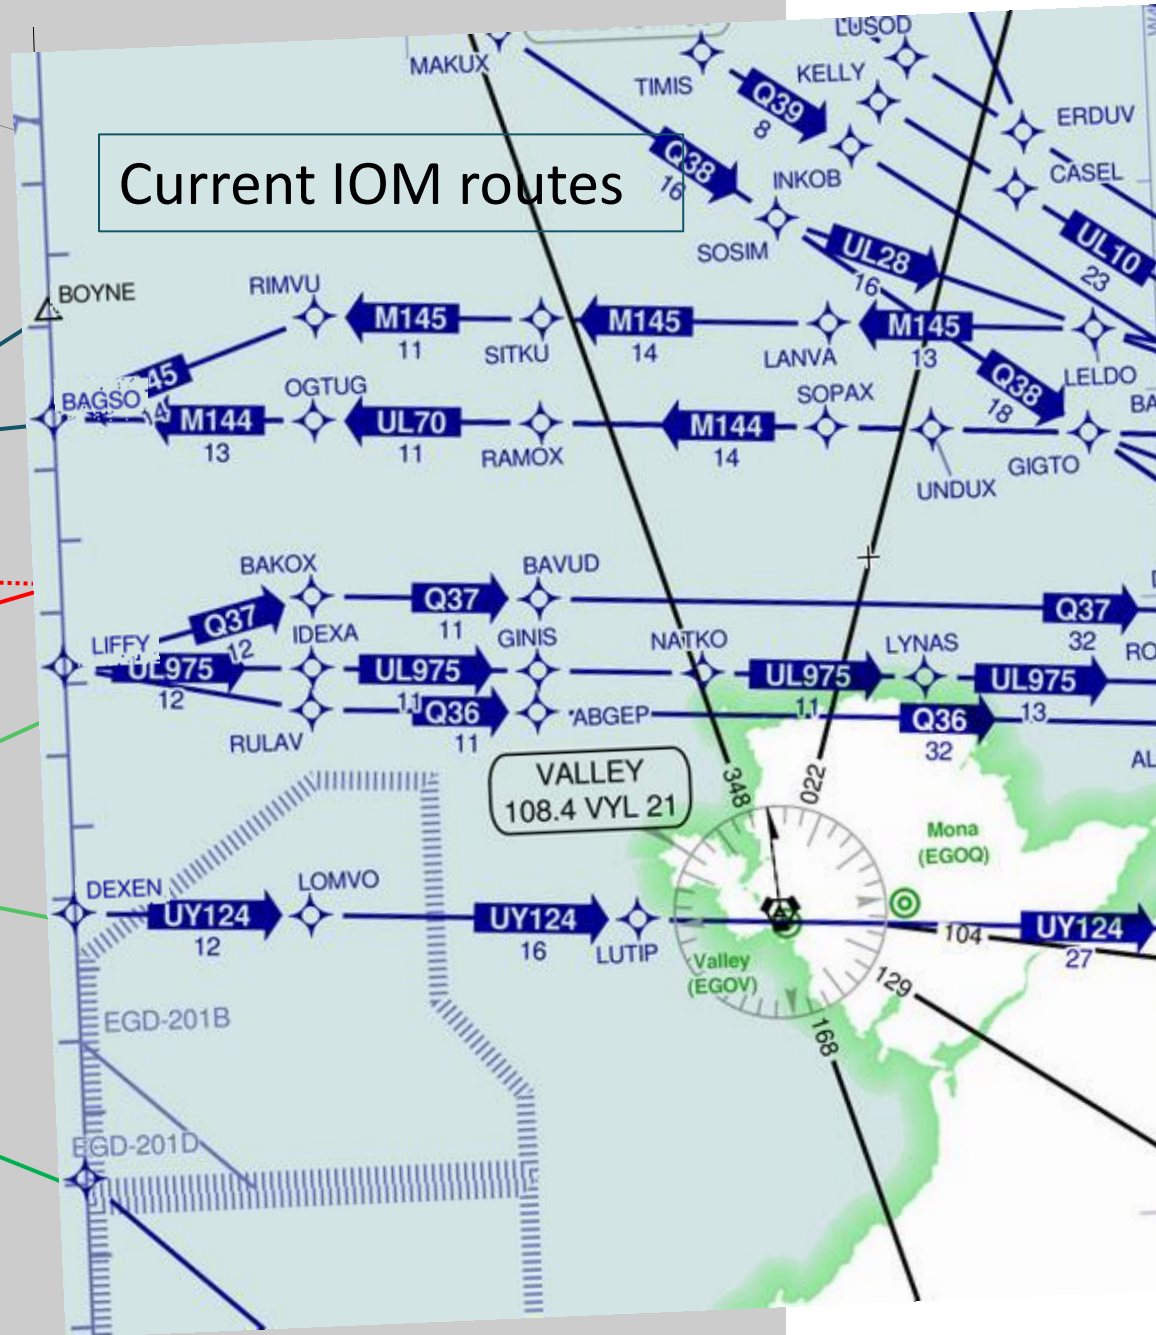 LUSOD
MAKUX
TIMIS
KELLY
Q39
8
ERDUV
Q38
16
INKOB
CASEL
Current IOM routes
SOSIM
UL28
16
UL10
23
BOYNE
RIMVU
M145
11
SITKU
M145
14
LANVA
M145
13
LELDO
45
14
OGTUG
SOPAX
Q38
18
BAGSO
M144
13
UL70
11
RAMOX
M144
14
UNDUX
GIGTO
BAKOX
BAVUD
Q37
12
Q37
11
Q37
32
LIFFY
IDEXA
GINIS
NATKO
LYNAS
RO
UL975
12
UL975
11
UL975
11
UL975
13
RULAV
Q36
11
ABGEP
Q36
32
AL
VALLEY
108.4 VYL 21
348
022
Mona
(EGOQ)
DEXEN
LOMVO
UY124
12
UY124
16
LUTIP
UY124
27
104
Valley
(EGOV)
129
168
EGD-201B
EGD-201D